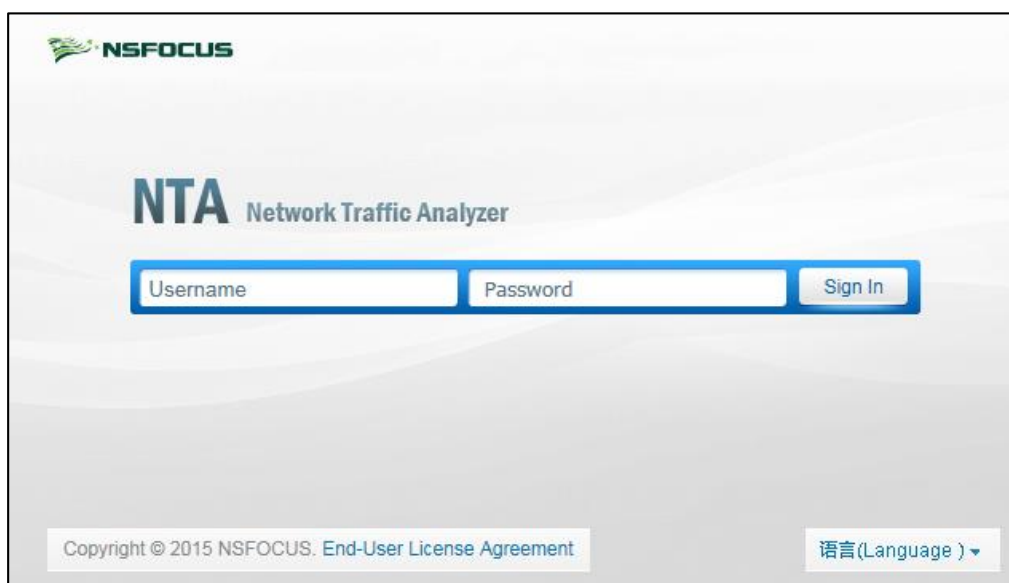 NSFOCUS
NTA Network Traffic Analyzer
Username Password Sign In
Copyright © 2015 NSFOCUS. End-User License Agreement 语言(Language )